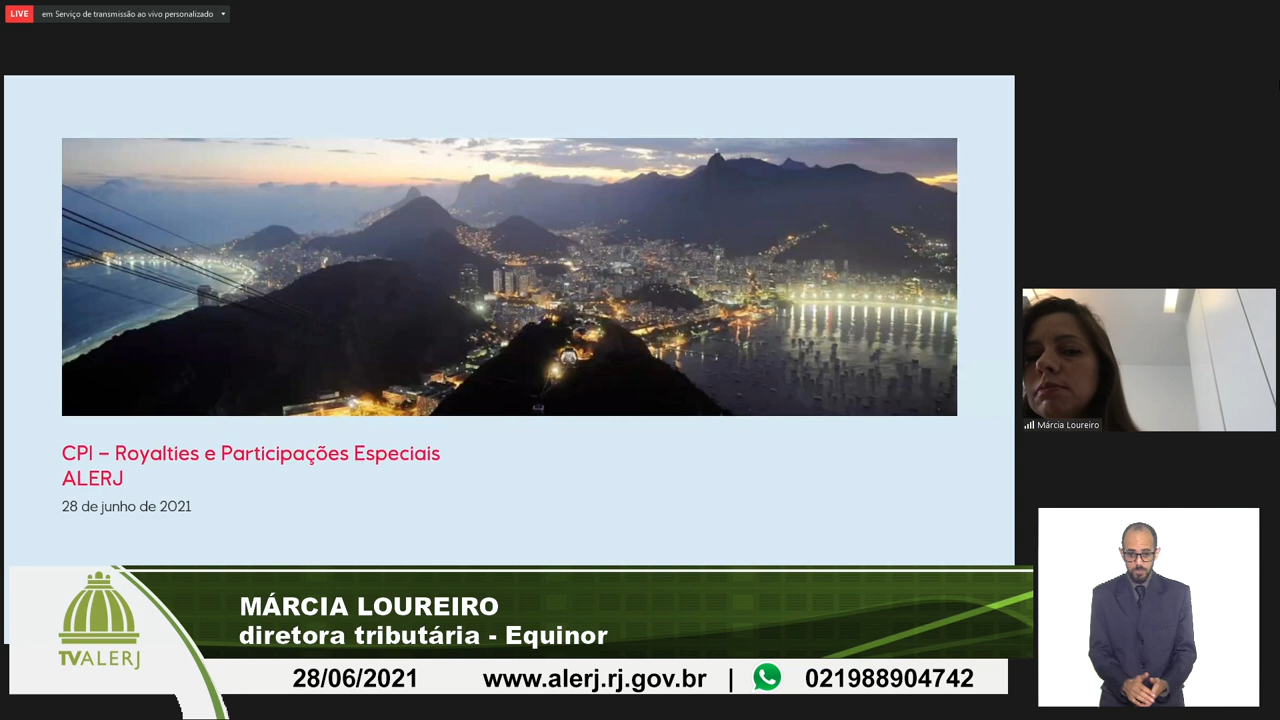 LIVE em Serviço de transmissão ao vivo personalizado
CPI – Royalties e Participações Especiais
ALERJ
28 de junho de 2021
Márcia Loureiro
MÁRCIA LOUREIRO
diretora tributária - Equinor
TVALERJ
28/06/2021 www.alerj.rj.gov.br | 021988904742